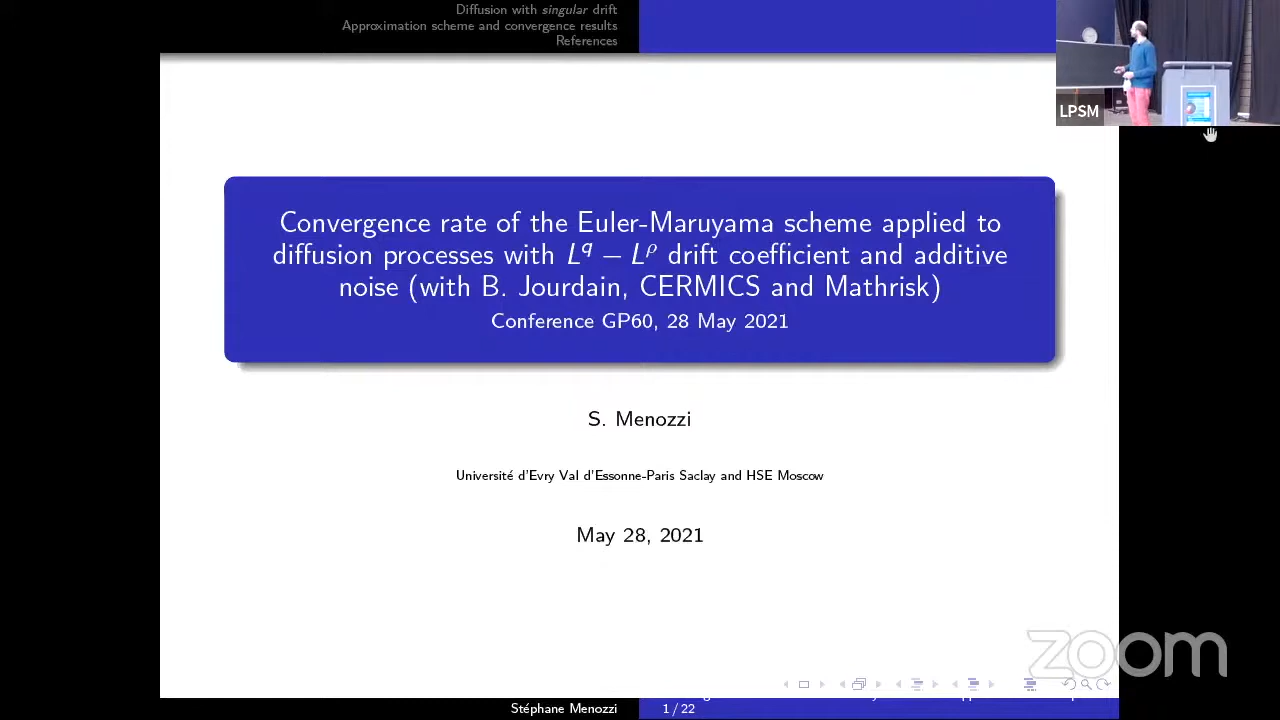 Diffusion with singular drift
Approximation scheme and convergence results
References
LPSM
Convergence rate of the Euler-Maruyama scheme applied to
diffusion processes with L^q − L^ρ drift coefficient and additive
noise (with B. Jourdain, CERMICS and Mathrisk)
Conference GP60, 28 May 2021
S. Menozzi
Université d'Evry Val d'Essonne-Paris Saclay and HSE Moscow
May 28, 2021
zoom
Stéphane Menozzi
1 / 22